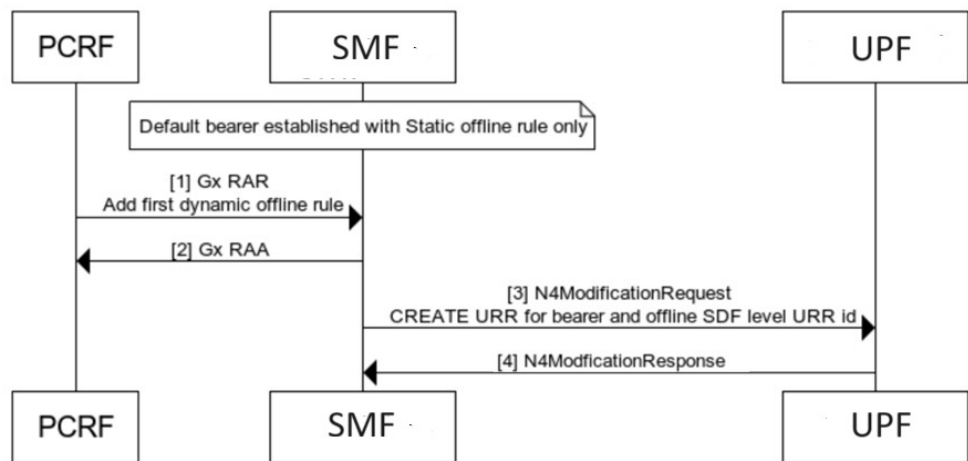 PCRF
SMF
UPF
Default bearer established with Static offline rule only
[1] Gx RAR
Add first dynamic offline rule
[2] Gx RAA
[3] N4ModificationRequest
CREATE URR for bearer and offline SDF level URR id
[4] N4ModficationResponse
PCRF
SMF
UPF